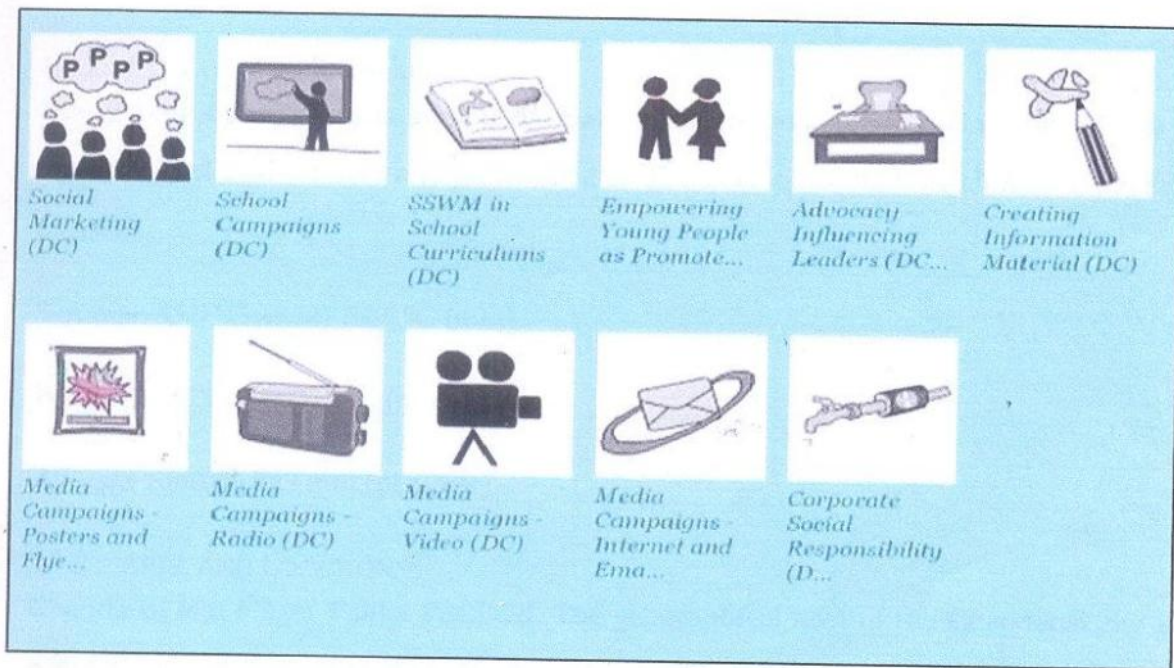 P P P P
Social
Marketing
(DC)
School
Campaigns
(DC)
SSWM in
School
Curriculums
(DC)
Empowering
Young People
as Promote...
Advocacy -
Influencing
Leaders (DC...
Creating
Information
Material (DC)
Media
Campaigns -
Posters and
Flye...
Media
Campaigns -
Radio (DC)
Media
Campaigns -
Video (DC)
Media
Campaigns -
Internet and
Ema...
Corporate
Social
Responsibility
(D...